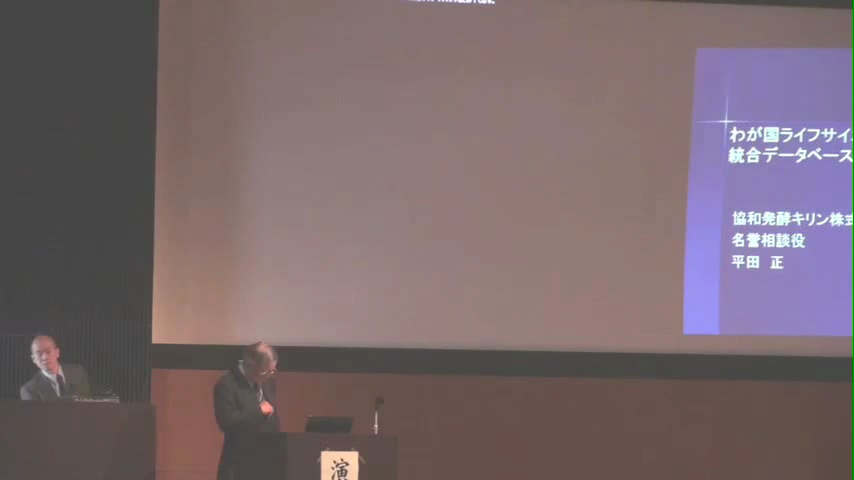 わが国ライフサイ
統合データベース
協和発酵キリン株式
名誉相談役
平田 正
演